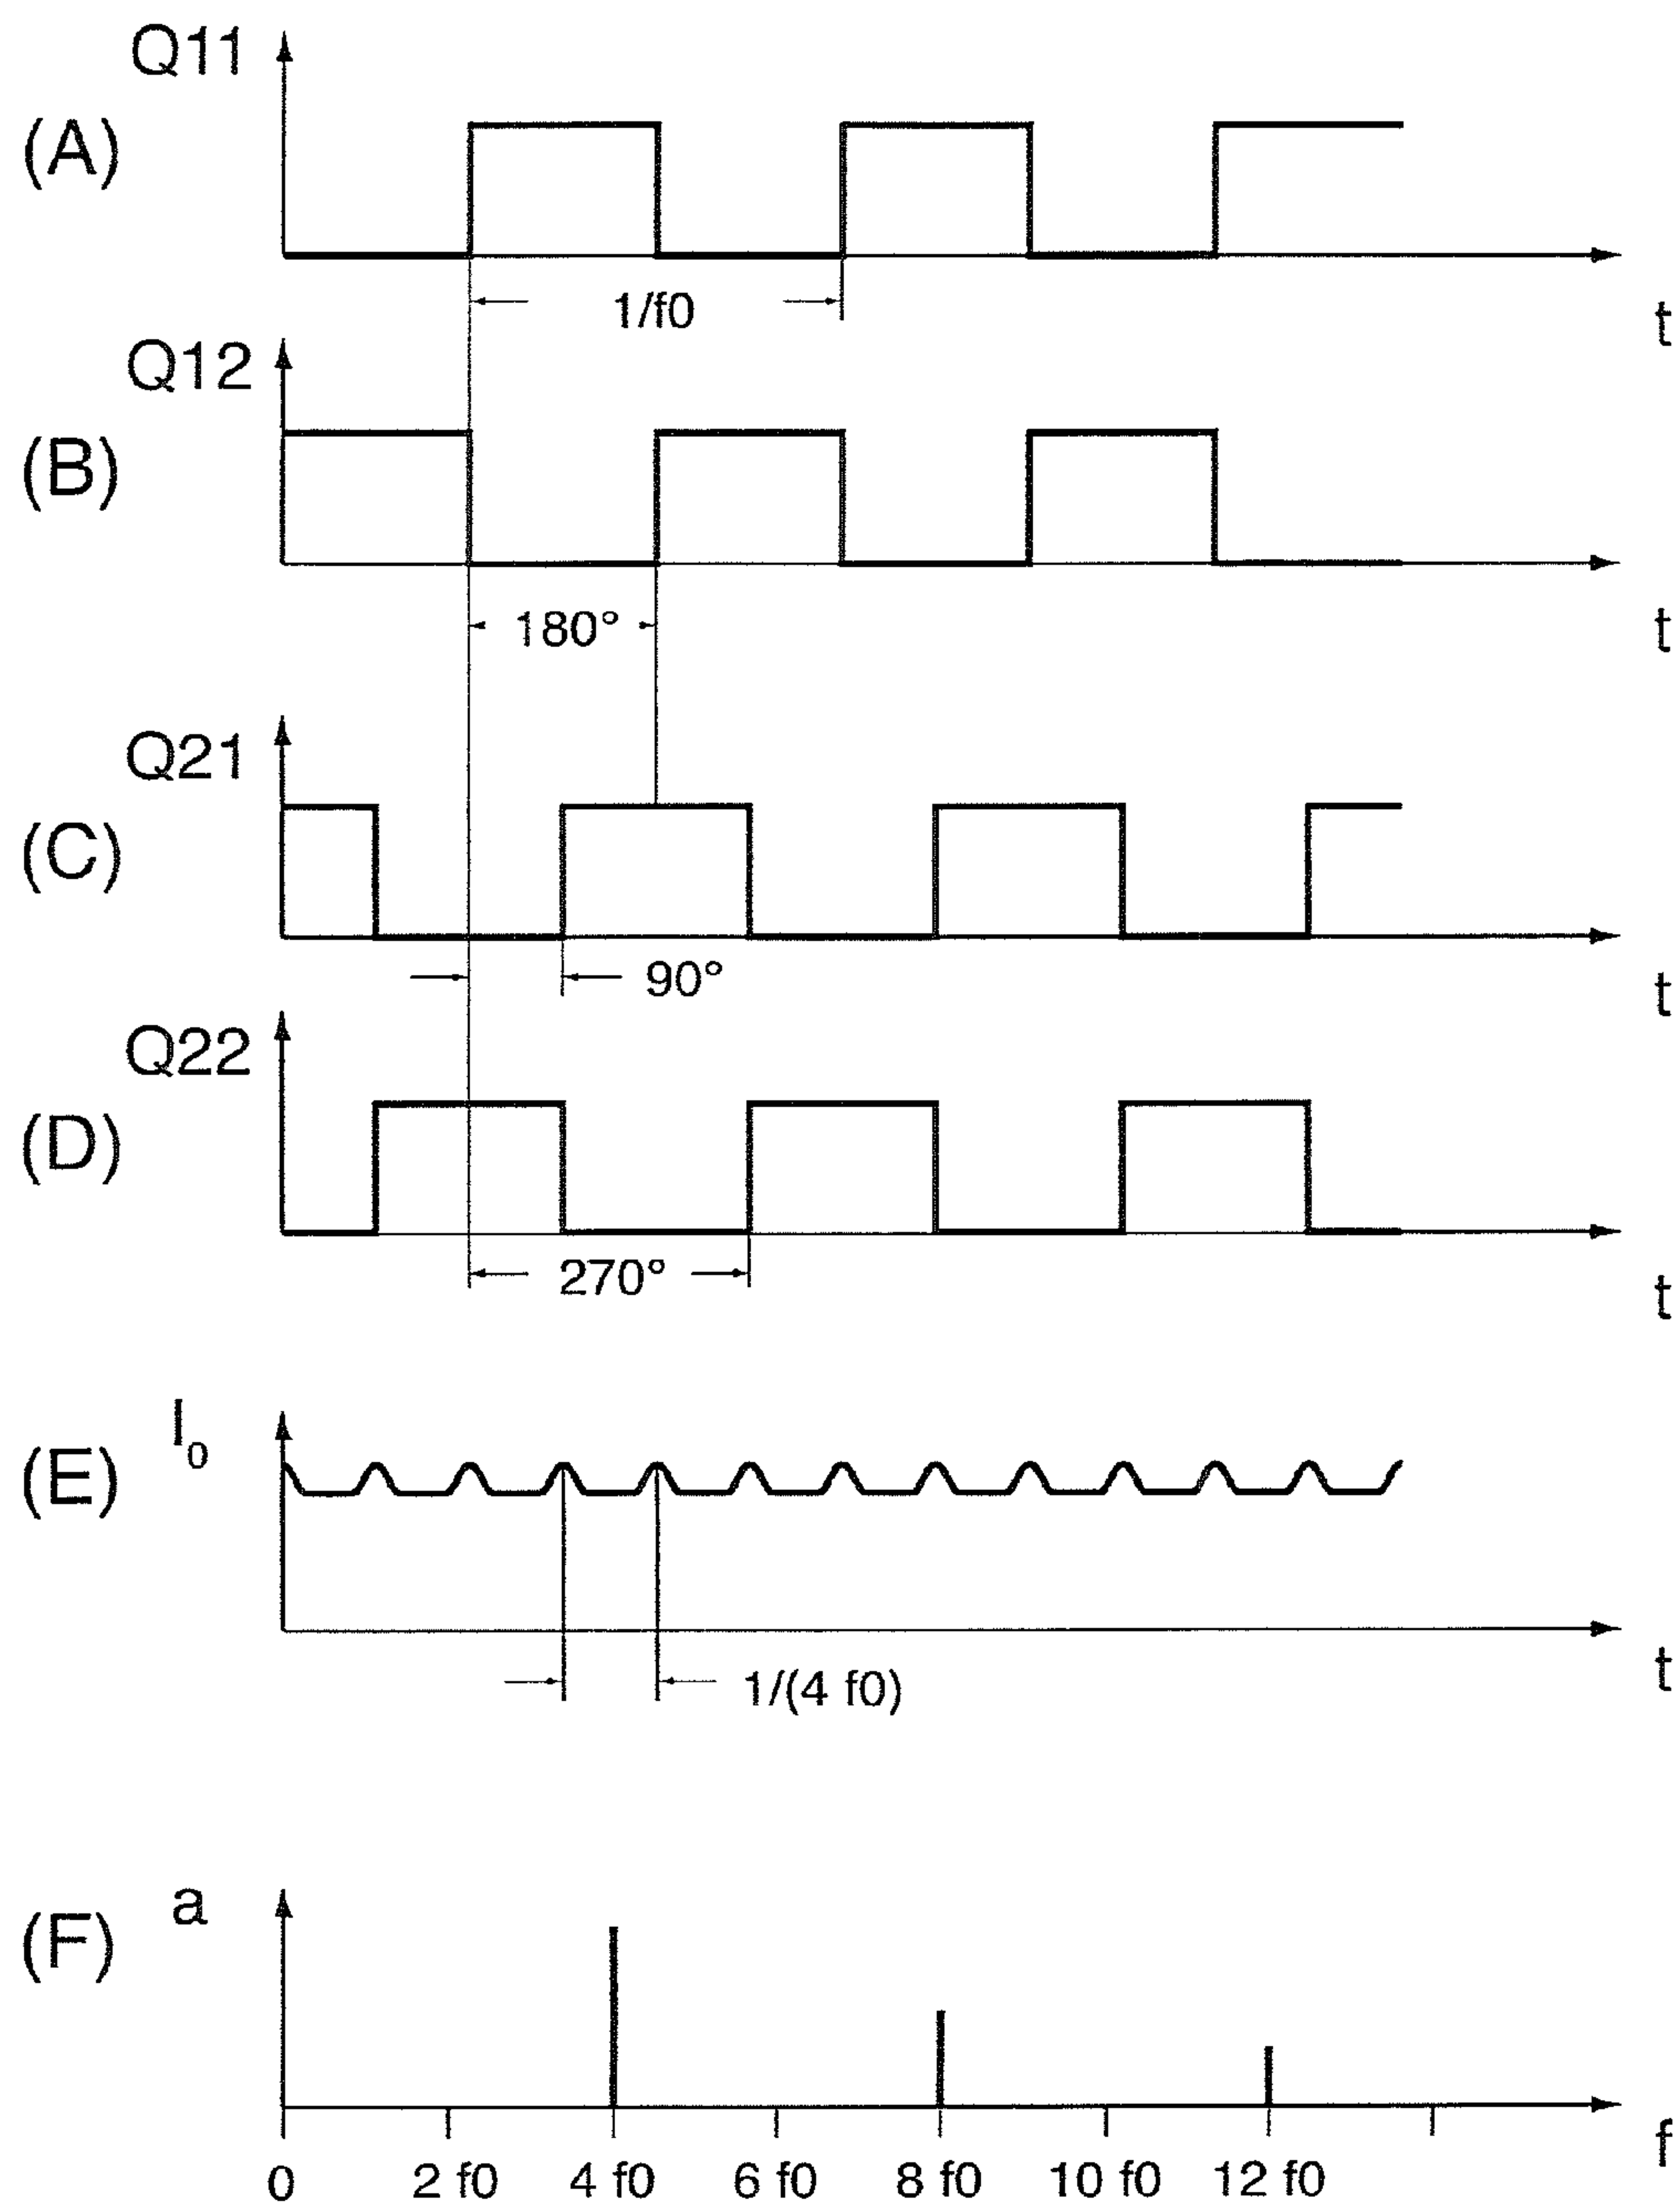 Q11
(A)
1/f0
t
Q12
(B)
180°
t
Q21
(C)
90°
t
Q22
(D)
270°
t
I0
(E)
t
1/(4 f0)
a
(F)
f
0 2 f0 4 f0 6 f0 8 f0 10 f0 12 f0